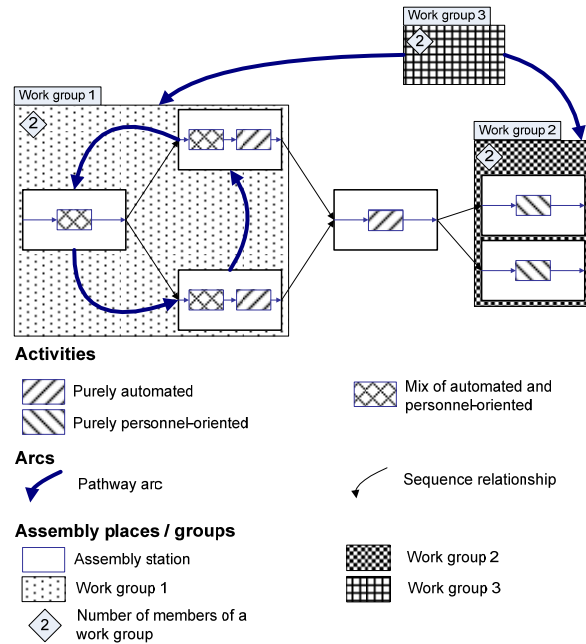 Work group 3
2
Work group 1
2
Work group 2
2
Activities
Purely automated
Purely personnel-oriented
Mix of automated and
personnel-oriented
Arcs
Pathway arc
Sequence relationship
Assembly places / groups
Assembly station
Work group 1
Work group 2
Work group 3
2
Number of members of a
work group